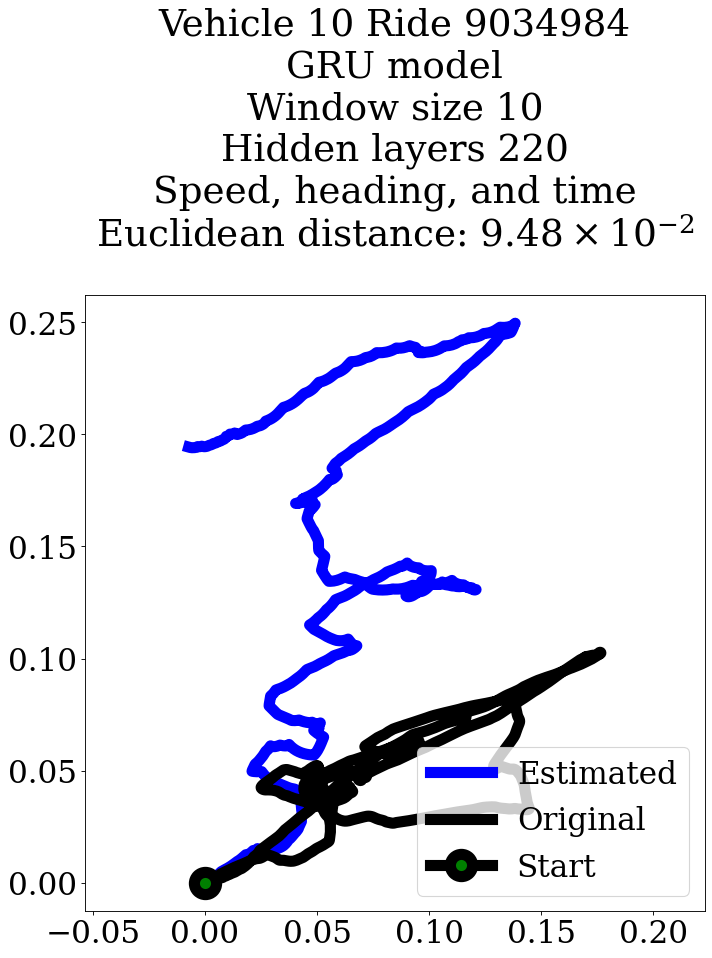 Vehicle 10 Ride 9034984
GRU model
Window size 10
Hidden layers 220
Speed, heading, and time
Euclidean distance: 9.48 × 10⁻²
0.25
0.20
0.15
0.10
0.05
0.00
Estimated
Original
Start
−0.05 0.00 0.05 0.10 0.15 0.20